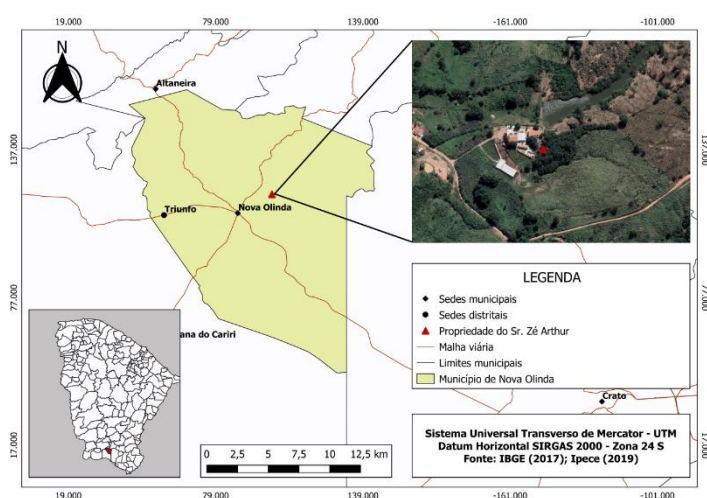 19.000 79.000 139.000 -161.000 -101.000
N
Altaneira
137.000
137.000
Triunfo
Nova Olinda
77.000
77.000
ana do Cariri
LEGENDA
Sedes municipais
Sedes distritais
Propriedade do Sr. Zé Arthur
Malha viária
Limites municipais
Município de Nova Olinda
Crato
17.000
17.000
0 2,5 5 7,5 10 12,5 km
Sistema Universal Transverso de Mercator - UTM
Datum Horizontal SIRGAS 2000 - Zona 24 S
Fonte: IBGE (2017); Ipece (2019)
19.000 79.000 139.000 -161.000 -101.000